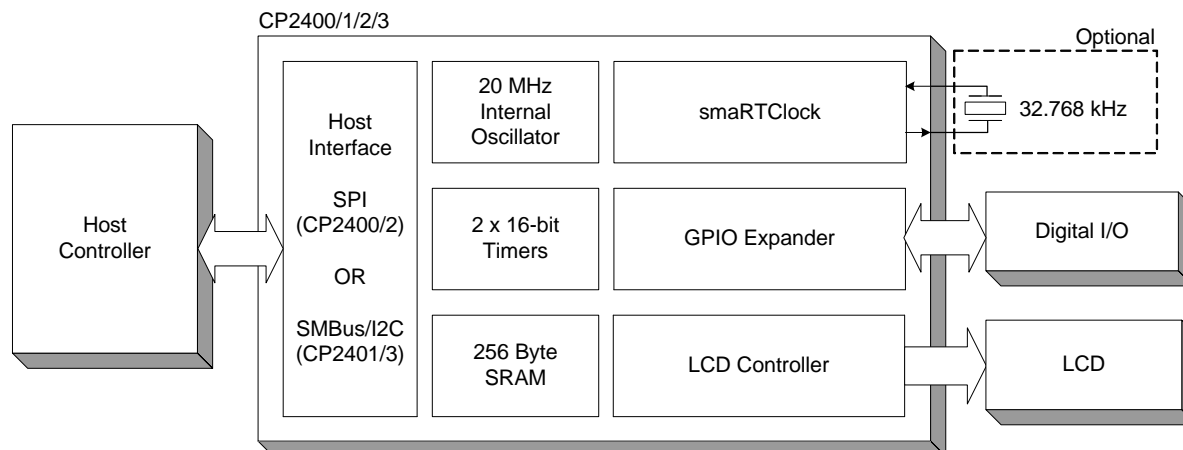 CP2400/1/2/3
Optional
Host
Controller
Host
Interface
SPI
(CP2400/2)
OR
SMBus/I2C
(CP2401/3)
20 MHz
Internal
Oscillator
smaRTClock
32.768 kHz
2 x 16-bit
Timers
GPIO Expander
Digital I/O
256 Byte
SRAM
LCD Controller
LCD